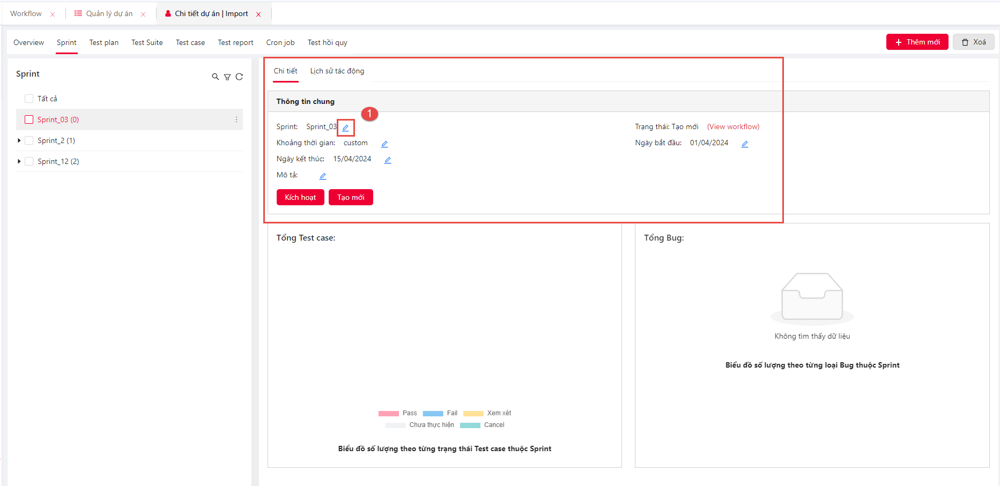 Workflow
Quản lý dự án
Chi tiết dự án | Import
Overview
Sprint
Test plan
Test Suite
Test case
Test report
Cron job
Test hồi quy
Thêm mới
Xoá
Sprint
Tất cả
Sprint_03 (0)
Sprint_2 (1)
Sprint_12 (2)
Chi tiết
Lịch sử tác động
Thông tin chung
1
Sprint: Sprint_03
Trạng thái: Tạo mới (View workflow)
Khoảng thời gian: custom
Ngày bắt đầu: 01/04/2024
Ngày kết thúc: 15/04/2024
Mô tả:
Kích hoạt
Tạo mới
Tổng Test case:
Pass
Fail
Xem xét
Chưa thực hiện
Cancel
Biểu đồ số lượng theo từng trạng thái Test case thuộc Sprint
Tổng Bug:
Không tìm thấy dữ liệu
Biểu đồ số lượng theo từng loại Bug thuộc Sprint